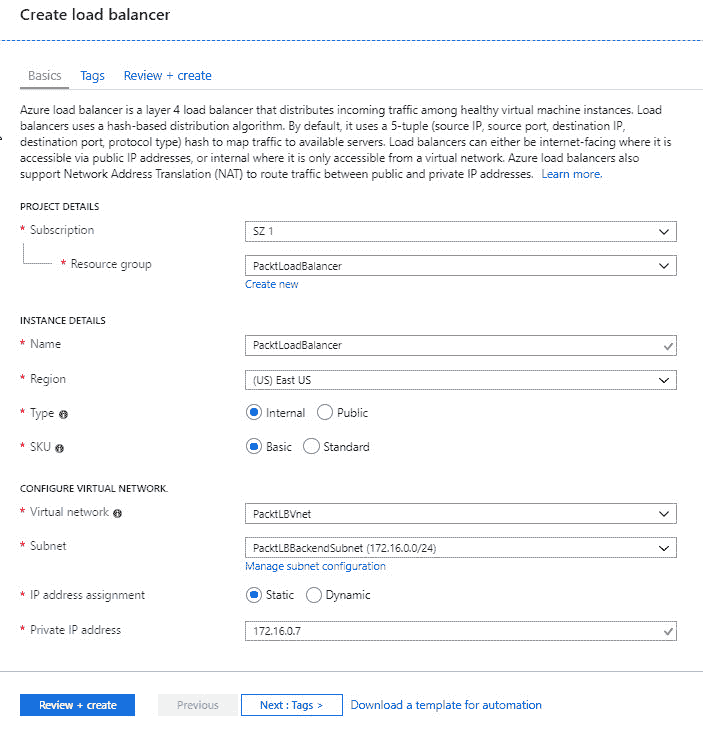 Create load balancer
Basics Tags Review + create
Azure load balancer is a layer 4 load balancer that distributes incoming traffic among healthy virtual machine instances. Load
balancers uses a hash-based distribution algorithm. By default, it uses a 5-tuple (source IP, source port, destination IP,
destination port, protocol type) hash to map traffic to available servers. Load balancers can either be internet-facing where it is
accessible via public IP addresses, or internal where it is only accessible from a virtual network. Azure load balancers also
support Network Address Translation (NAT) to route traffic between public and private IP addresses. Learn more.
PROJECT DETAILS
* Subscription SZ 1
* Resource group PacktLoadBalancer
Create new
INSTANCE DETAILS
* Name PacktLoadBalancer
* Region (US) East US
* Type Internal Public
* SKU Basic Standard
CONFIGURE VIRTUAL NETWORK.
* Virtual network PacktLBVnet
* Subnet PacktLBBackendSubnet (172.16.0.0/24)
Manage subnet configuration
* IP address assignment Static Dynamic
* Private IP address 172.16.0.7
Review + create Previous Next : Tags > Download a template for automation